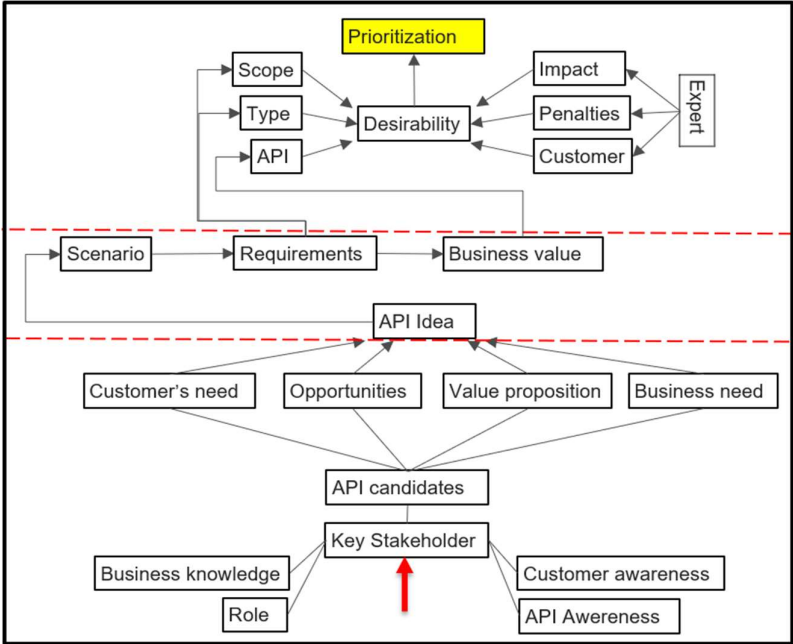 Prioritization
Scope
Impact
Type
Desirability
Penalties
Expert
API
Customer
Scenario
Requirements
Business value
API Idea
Customer's need
Opportunities
Value proposition
Business need
API candidates
Key Stakeholder
Business knowledge
Customer awareness
Role
API Awereness